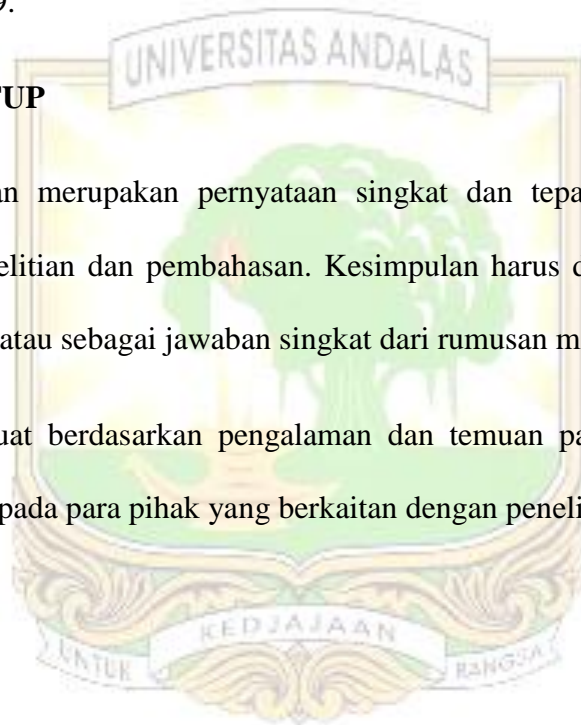 UNIVERSITAS ANDALAS
TUP
an merupakan pernyataan singkat dan tepa
elitian dan pembahasan. Kesimpulan harus d
atau sebagai jawaban singkat dari rumusan m
uat berdasarkan pengalaman dan temuan pa
pada para pihak yang berkaitan dengan peneli
KEDJAJAAN
UNTUK BANGSA